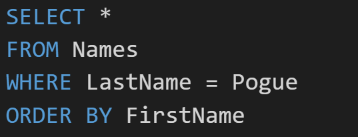 SELECT *
FROM Names
WHERE LastName = Pogue
ORDER BY FirstName